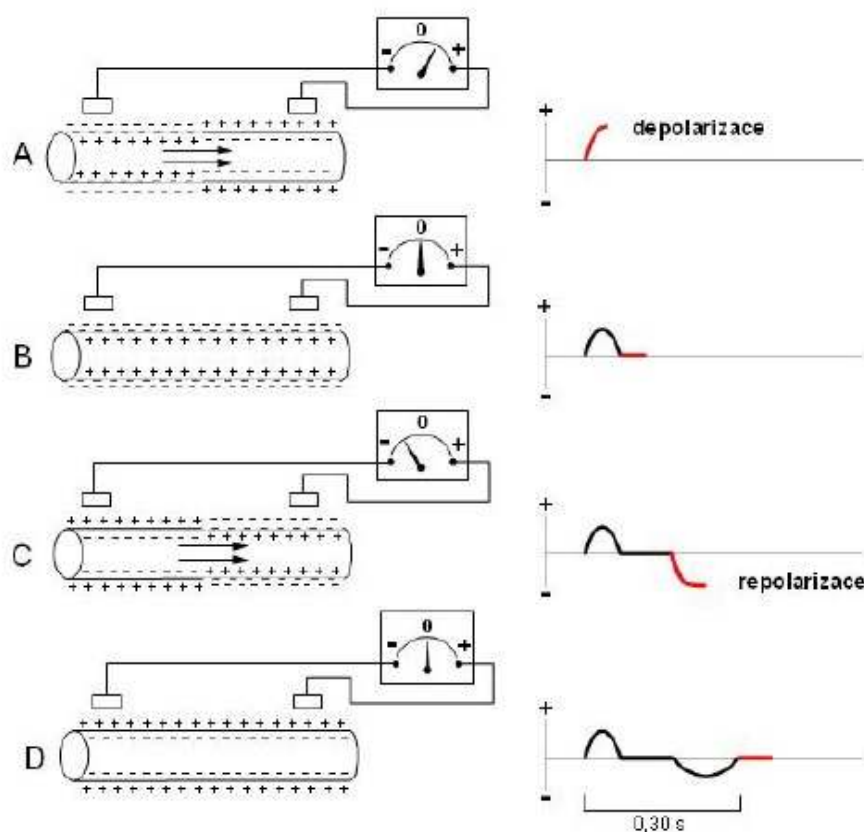 0
- +
+
depolarizace
- - - - - - - - - + + + + + + + + +
+ + + + + + + + + - - - - - - - - -
A
+ + + + + + + + + - - - - - - - - -
- - - - - - - - - + + + + + + + + +
-
0
- +
+
B
+ + + + + + + + + + + + + + +
+ + + + + + + + + + + + + + +
-
0
- +
+
C
repolarizace
-
0
- +
+
D
-
0,30 s